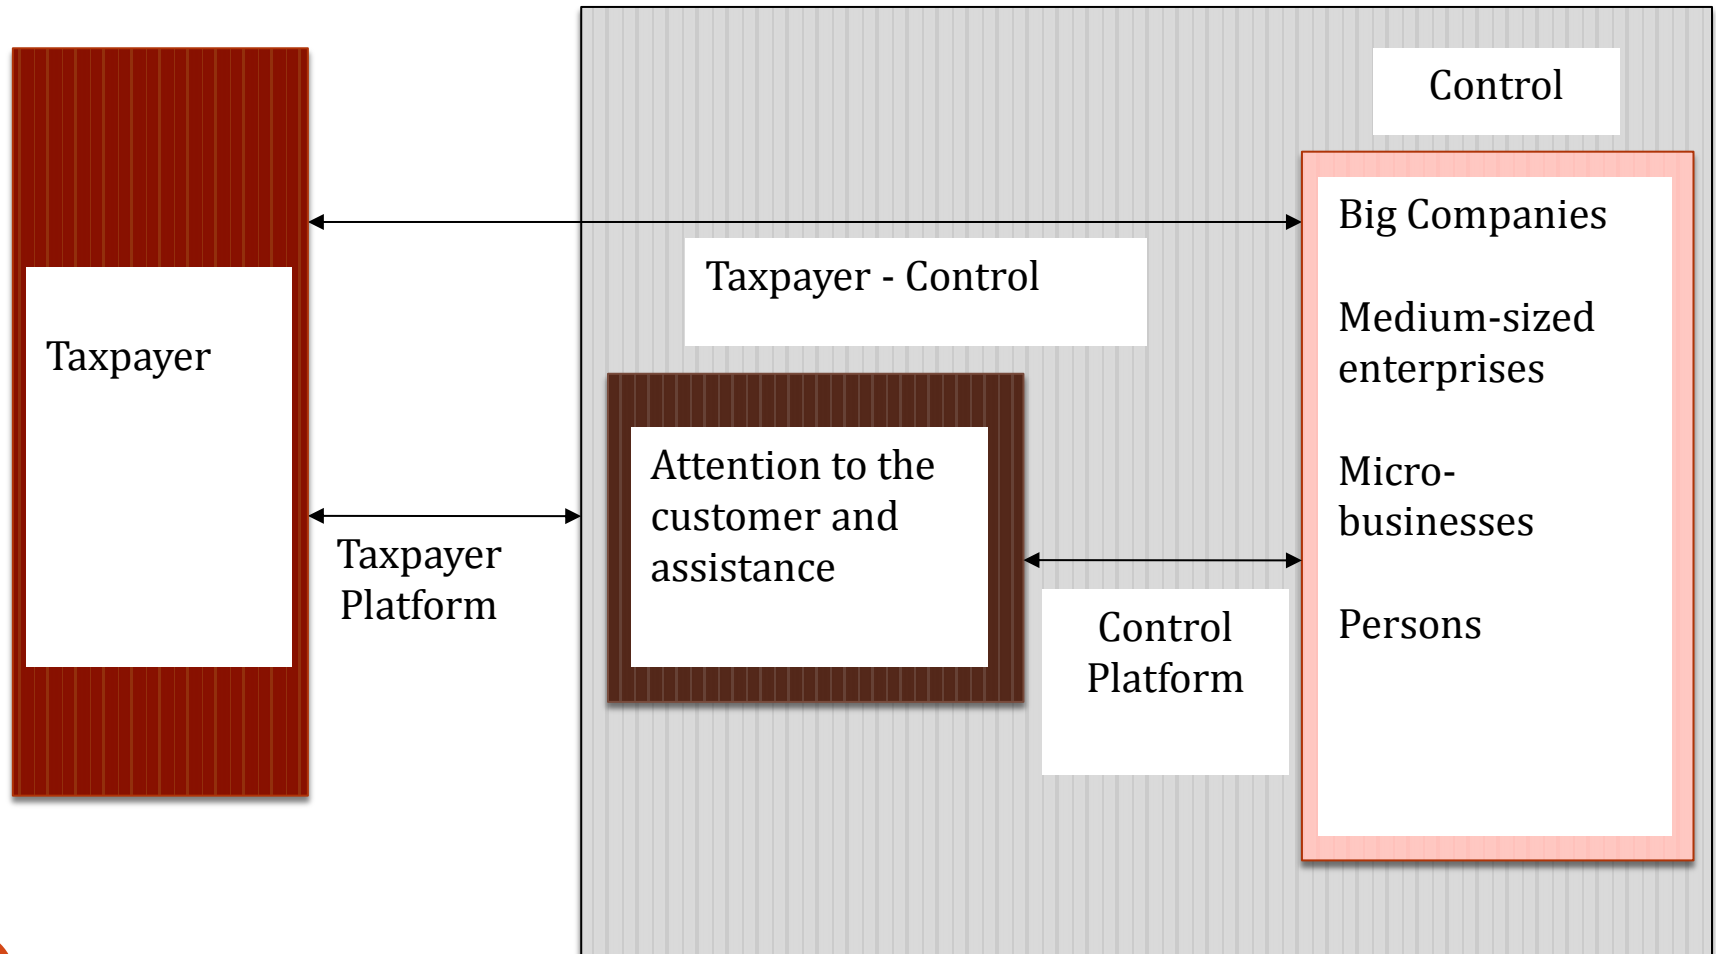 Control
Big Companies
Medium-sized
enterprises
Micro-
businesses
Persons
Taxpayer - Control
Taxpayer
Attention to the
customer and
assistance
Taxpayer
Platform
Control
Platform